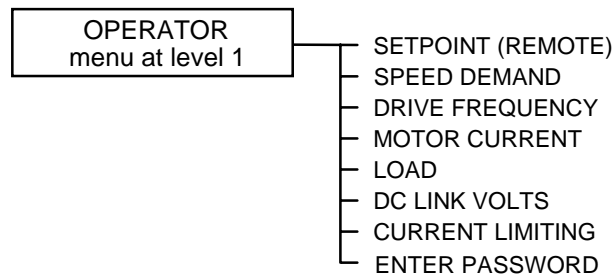 OPERATOR
menu at level 1
SETPOINT (REMOTE)
SPEED DEMAND
DRIVE FREQUENCY
MOTOR CURRENT
LOAD
DC LINK VOLTS
CURRENT LIMITING
ENTER PASSWORD